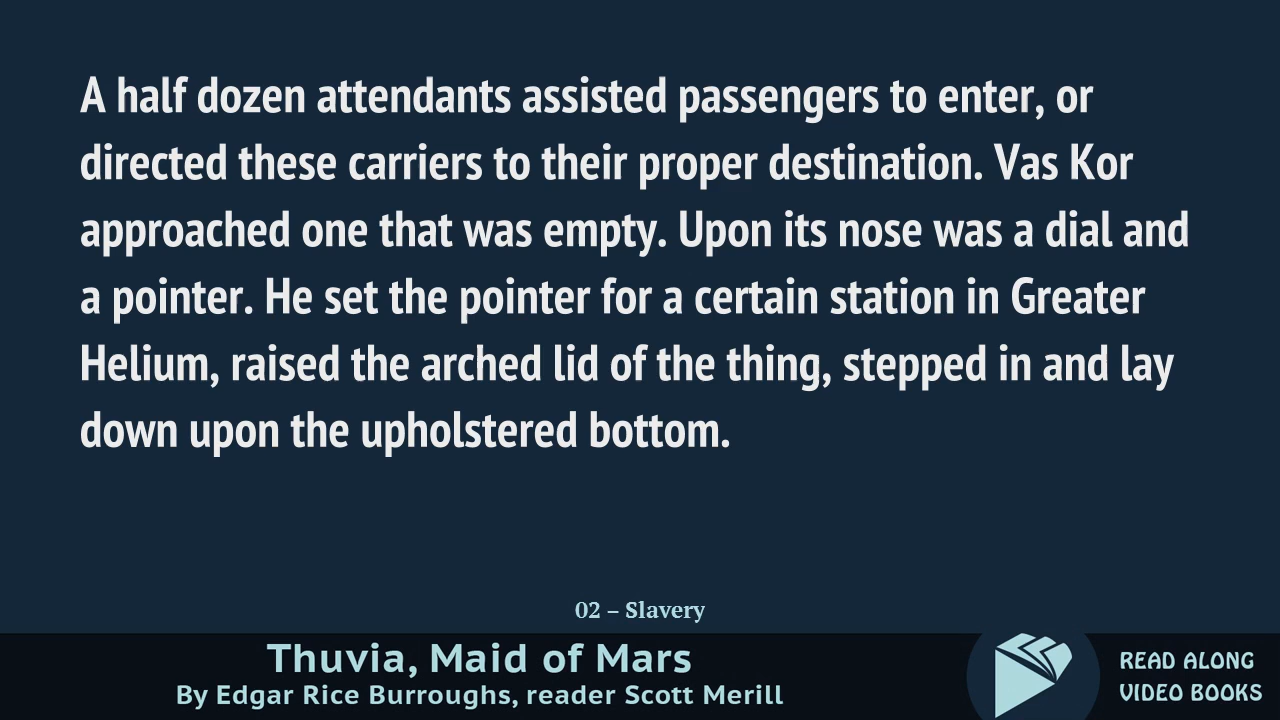 A half dozen attendants assisted passengers to enter, or
directed these carriers to their proper destination. Vas Kor
approached one that was empty. Upon its nose was a dial and
a pointer. He set the pointer for a certain station in Greater
Helium, raised the arched lid of the thing, stepped in and lay
down upon the upholstered bottom.
02 – Slavery
Thuvia, Maid of Mars
By Edgar Rice Burroughs, reader Scott Merill
READ ALONG
VIDEO BOOKS